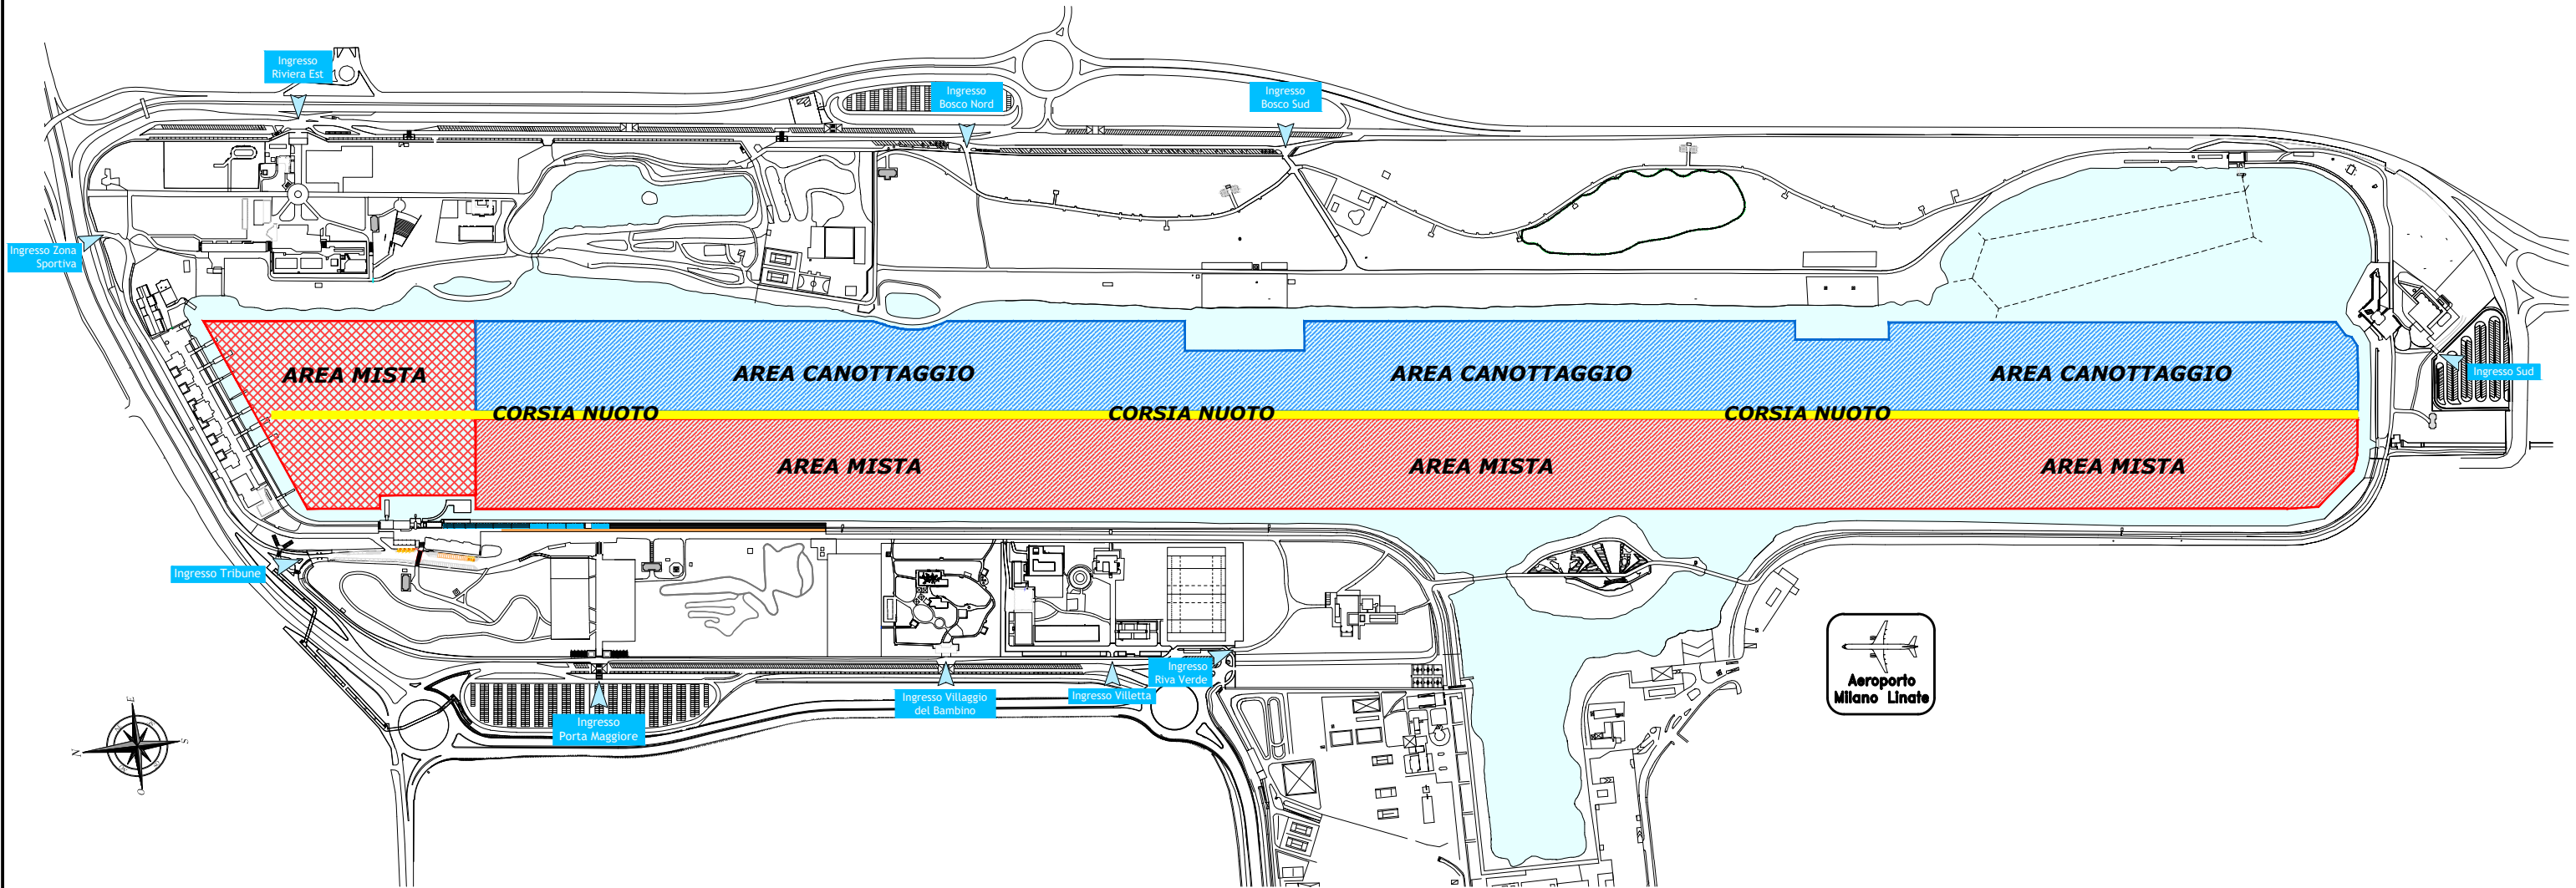 Ingresso
Riviera Est
Ingresso
Bosco Nord
Ingresso
Bosco Sud
Ingresso Zona
Sportiva
AREA MISTA
AREA CANOTTAGGIO
AREA CANOTTAGGIO
AREA CANOTTAGGIO
Ingresso Sud
CORSIA NUOTO
CORSIA NUOTO
CORSIA NUOTO
AREA MISTA
AREA MISTA
AREA MISTA
Ingresso Tribune
Ingresso
Riva Verde
Ingresso Villaggio
del Bambino
Ingresso Villetta
Ingresso
Porta Maggiore
Aeroporto
Milano Linate
E
N
S
O